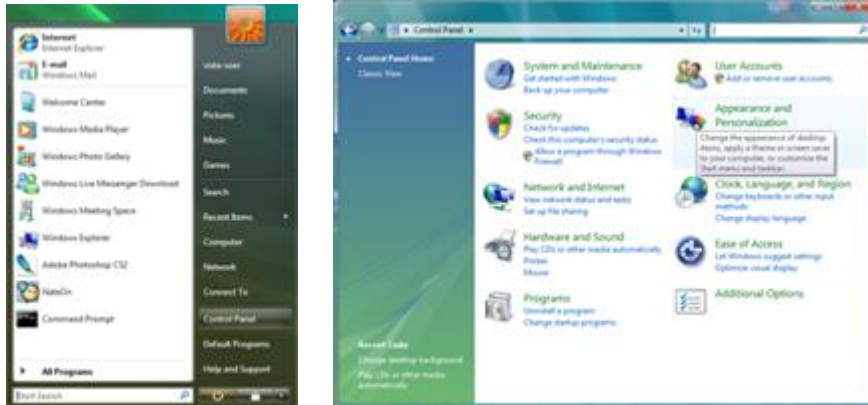 Internet
Internet Explorer
E-mail
Windows Mail
Welcome Center
Windows Media Player
Windows Photo Gallery
Windows Live Messenger Download
Windows Meeting Space
Windows Explorer
Adobe Photoshop CS2
NateOn
Command Prompt
All Programs
Start Search
vista user
Documents
Pictures
Music
Games
Search
Recent Items
Computer
Network
Connect To
Control Panel
Default Programs
Help and Support
Control Panel
Control Panel Home
Classic View
Recent Tasks
Change desktop background
Play CDs or other media
automatically
System and Maintenance
Get started with Windows
Back up your computer
Security
Check for updates
Check this computer's security status
Allow a program through Windows
Firewall
Network and Internet
View network status and tasks
Set up file sharing
Hardware and Sound
Play CDs or other media automatically
Printer
Mouse
Programs
Uninstall a program
Change startup programs
User Accounts
Add or remove user accounts
Appearance and
Personalization
Change the appearance of desktop
items, apply a theme or screen saver
to your computer, or customize the
Start menu and taskbar.
Clock, Language, and Region
Change keyboards or other input
methods
Change display language
Ease of Access
Let Windows suggest settings
Optimize visual display
Additional Options